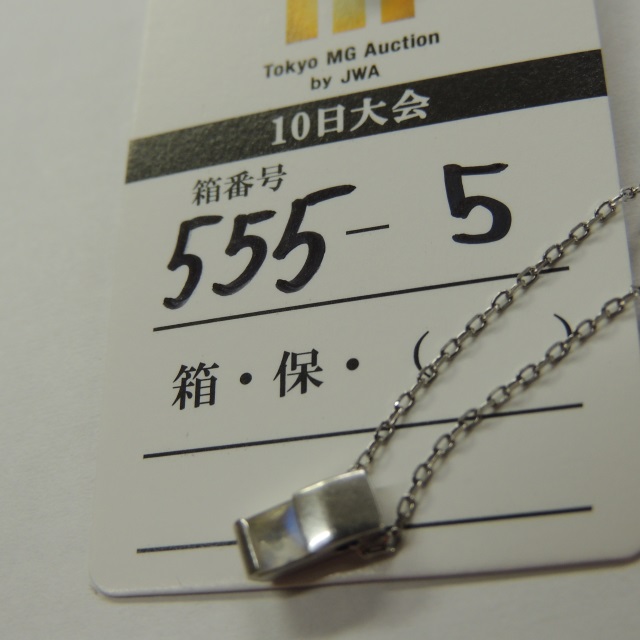 Tokyo MG Auction
by JWA
10日大会
箱番号
555-5
箱・保・(　　)